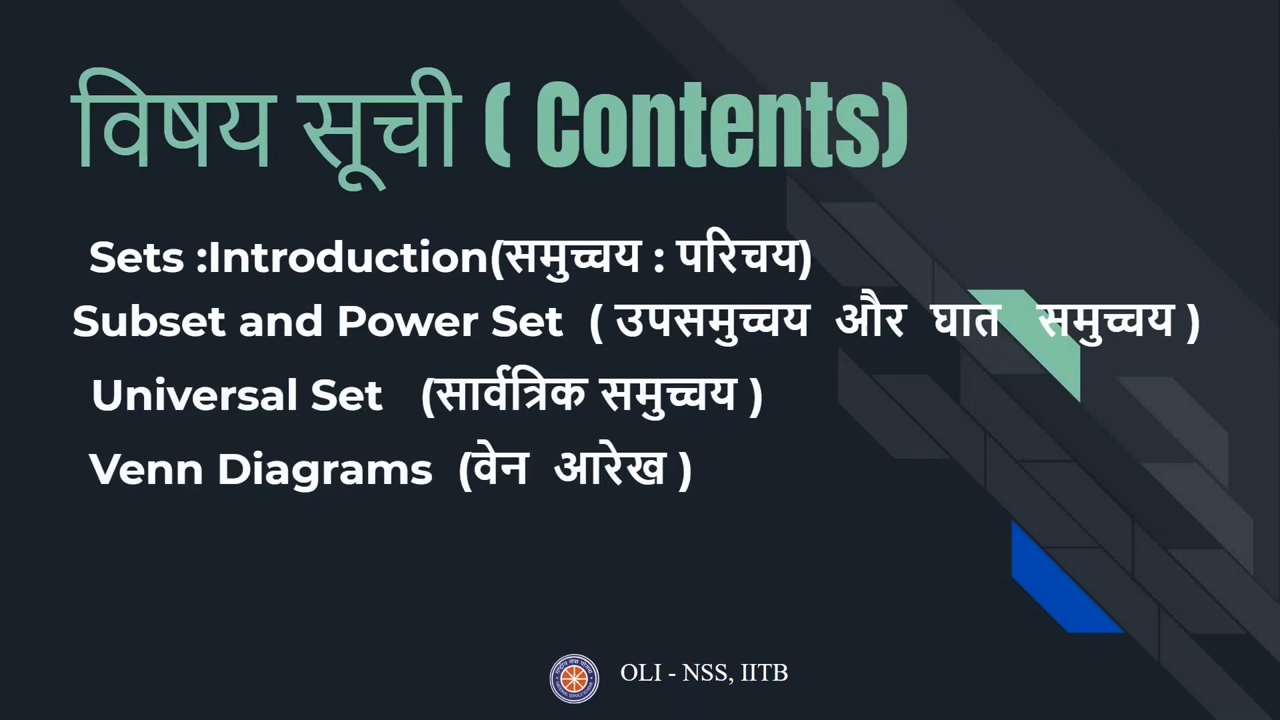 विषय सूची ( Contents)
Sets :Introduction(समुच्चय : परिचय)
Subset and Power Set ( उपसमुच्चय और घात समुच्चय )
Universal Set (सार्वत्रिक समुच्चय )
Venn Diagrams (वेन आरेख )
OLI - NSS, IITB